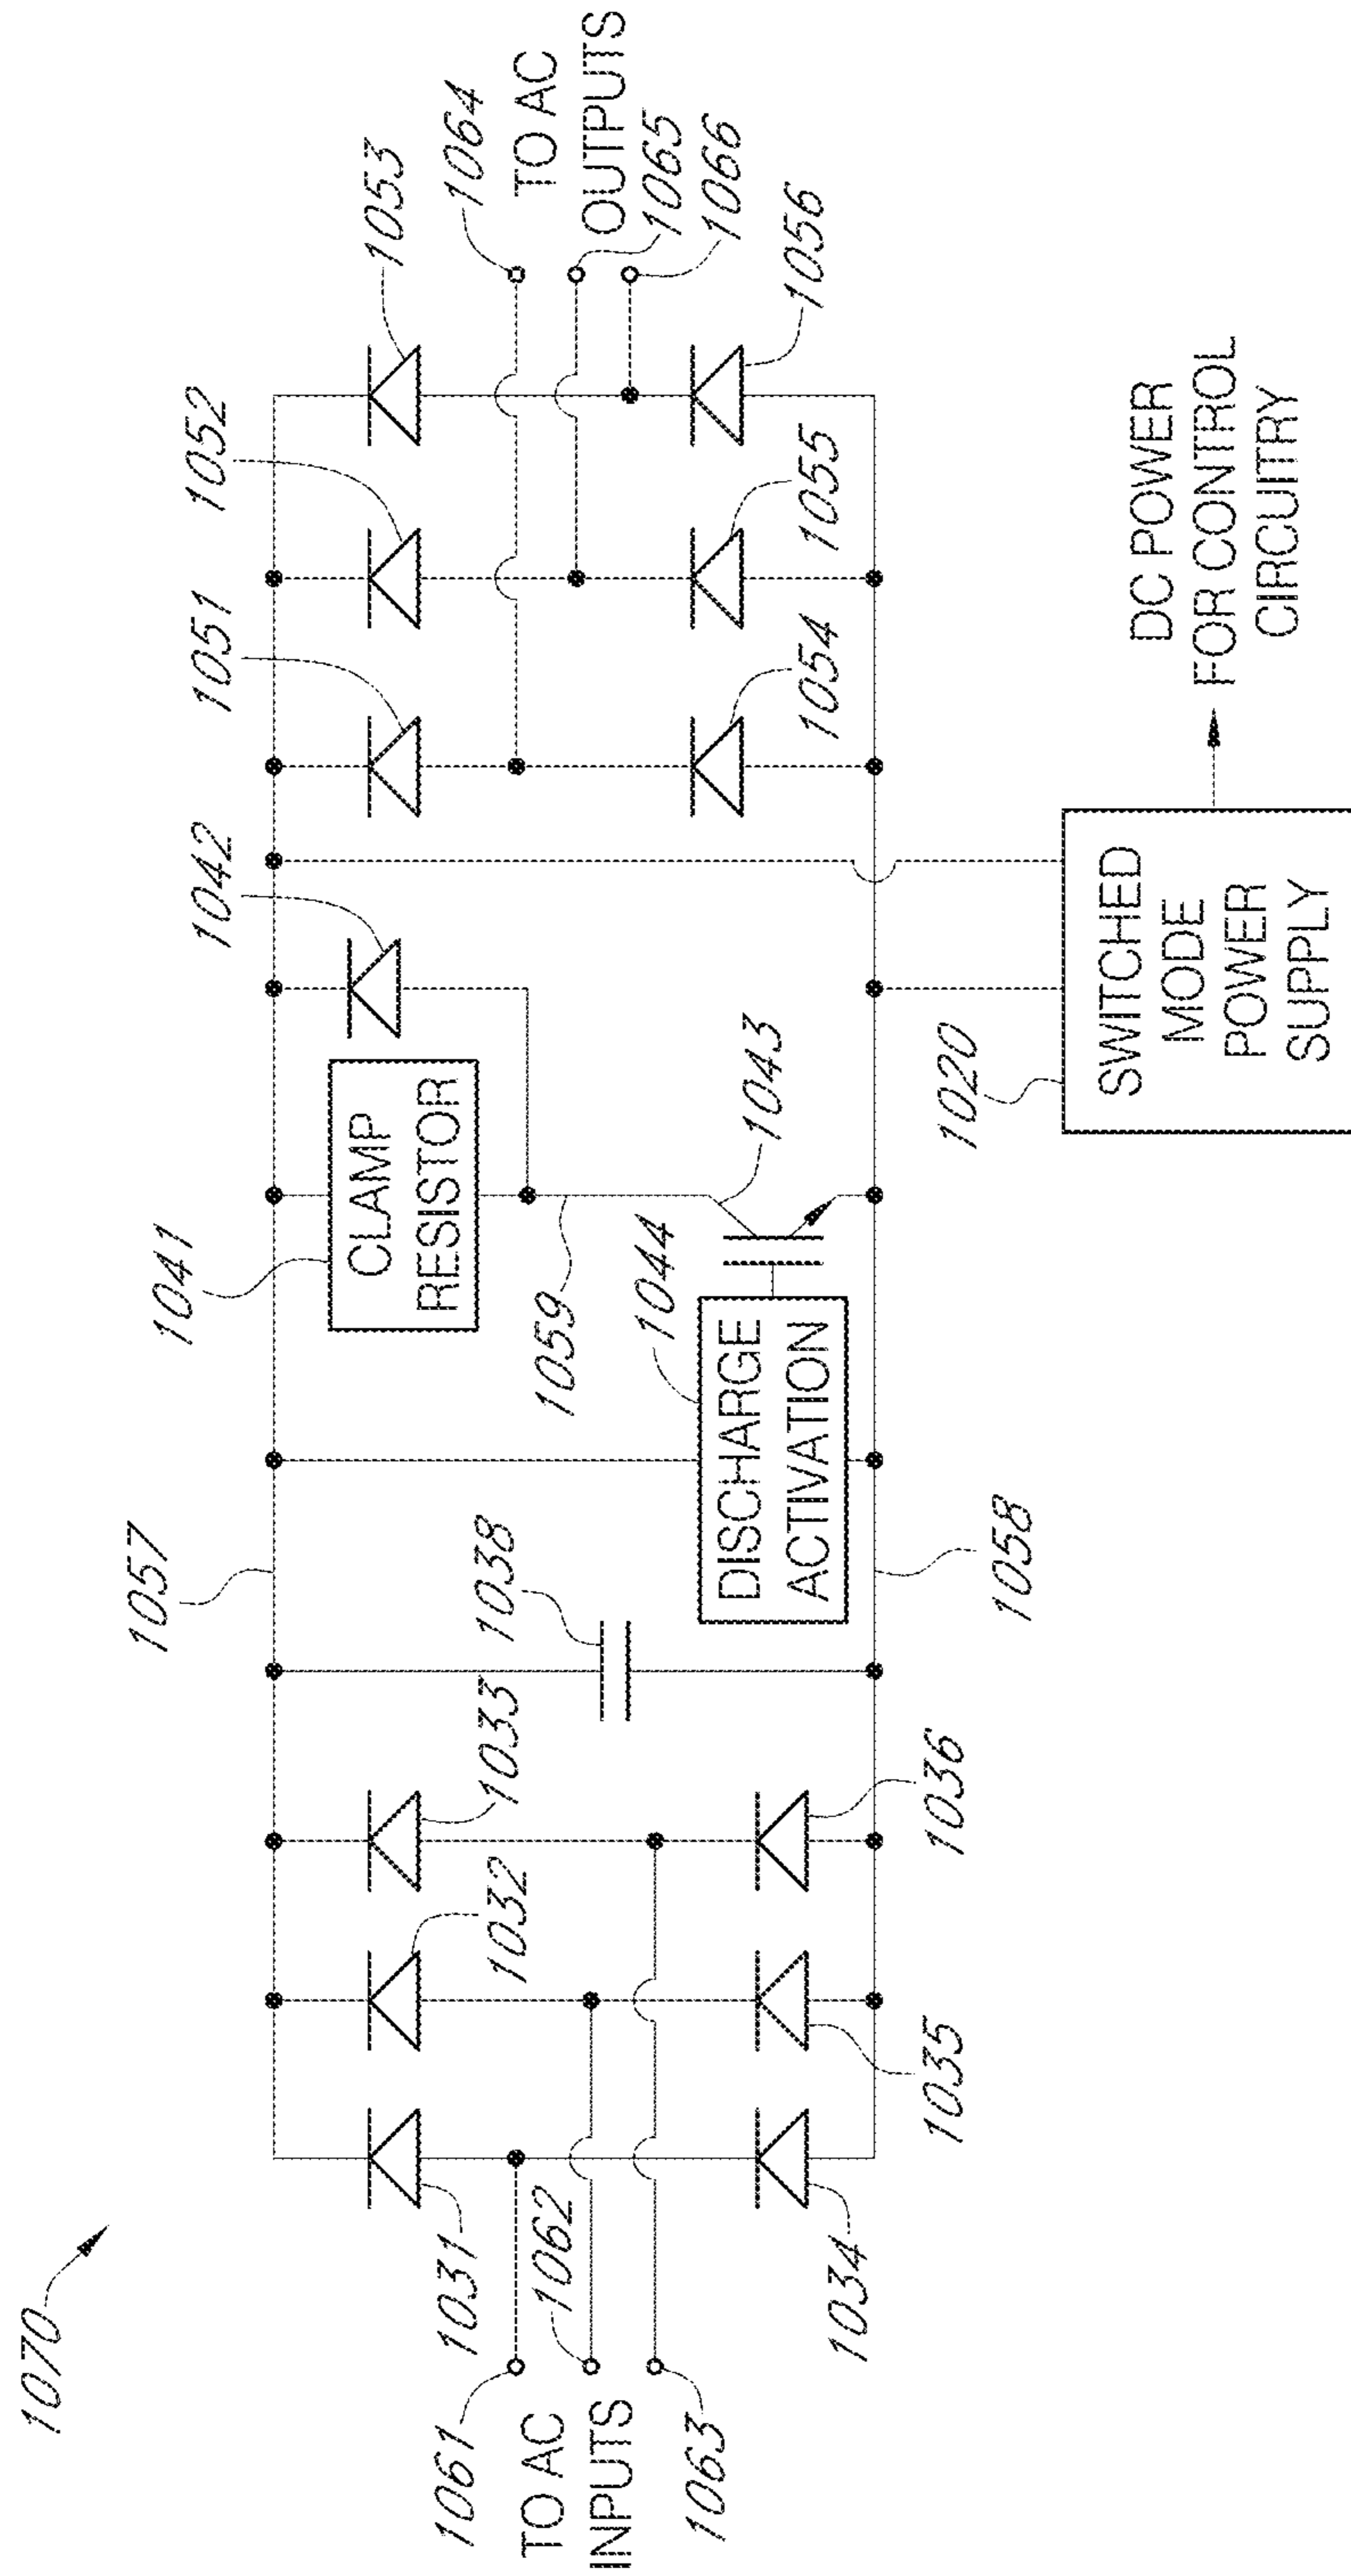 1070
1057
1041
1042
1051
1052
1053
1064
TO AC
OUTPUTS
1065
1066
1031
1032
1033
1038
CLAMP
RESISTOR
1059
1043
1044
DISCHARGE
ACTIVATION
1061
TO AC
INPUTS
1062
1063
1034
1035
1036
1058
1054
1055
1056
1020
SWITCHED
MODE
POWER
SUPPLY
DC POWER
FOR CONTROL
CIRCUITRY